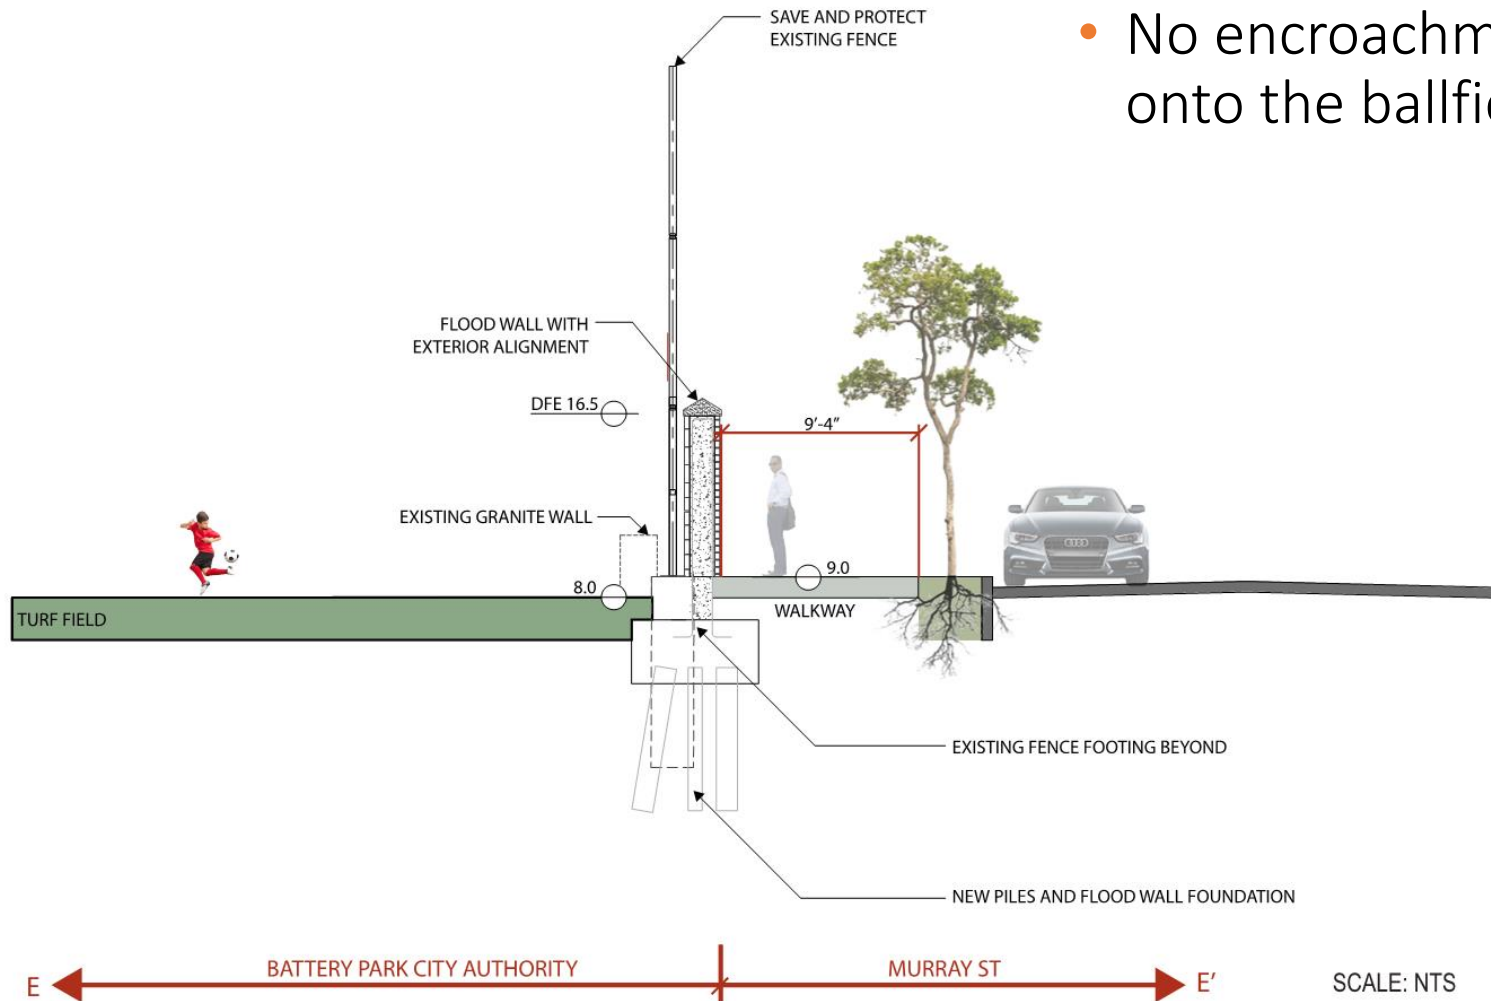 SAVE AND PROTECT
EXISTING FENCE
• No encroachm
onto the ballfie
FLOOD WALL WITH
EXTERIOR ALIGNMENT
DFE 16.5
9'-4"
EXISTING GRANITE WALL
8.0
9.0
TURF FIELD
WALKWAY
EXISTING FENCE FOOTING BEYOND
NEW PILES AND FLOOD WALL FOUNDATION
E
BATTERY PARK CITY AUTHORITY
MURRAY ST
E'
SCALE: NTS